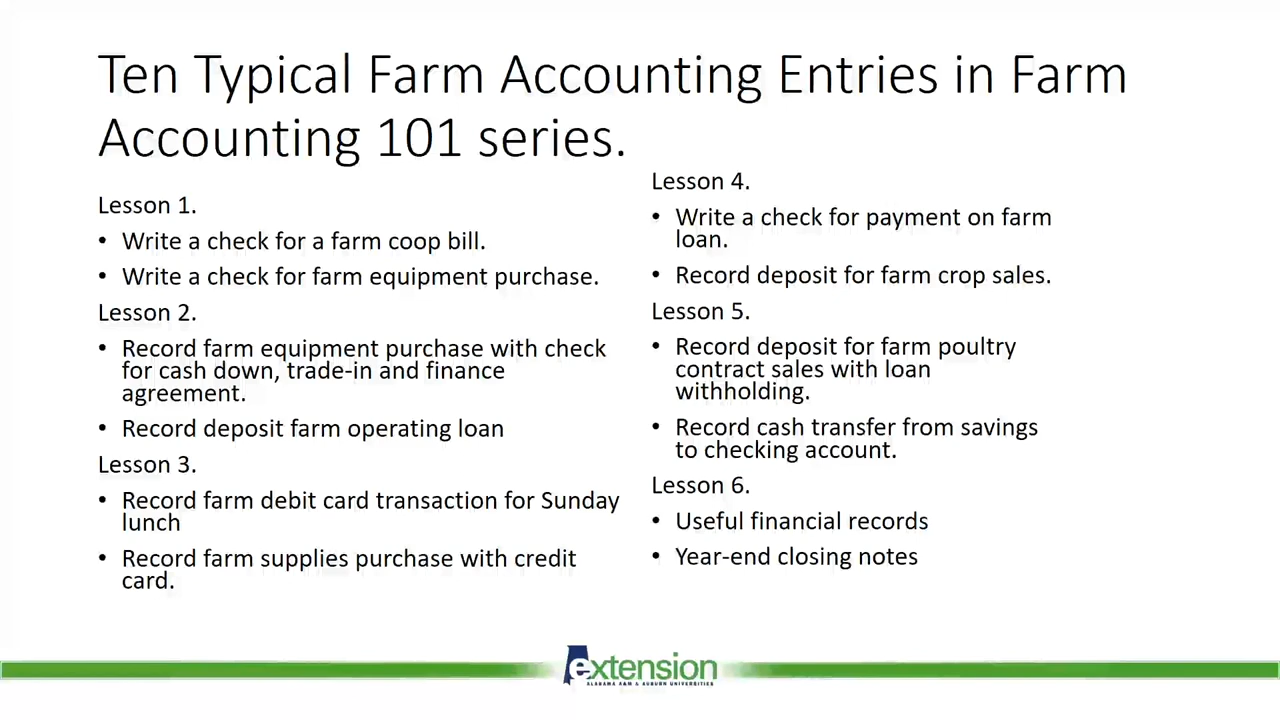 Ten Typical Farm Accounting Entries in Farm
Accounting 101 series.
Lesson 1.
• Write a check for a farm coop bill.
• Write a check for farm equipment purchase.
Lesson 2.
• Record farm equipment purchase with check
for cash down, trade-in and finance
agreement.
• Record deposit farm operating loan
Lesson 3.
• Record farm debit card transaction for Sunday
lunch
• Record farm supplies purchase with credit
card.
Lesson 4.
• Write a check for payment on farm
loan.
• Record deposit for farm crop sales.
Lesson 5.
• Record deposit for farm poultry
contract sales with loan
withholding.
• Record cash transfer from savings
to checking account.
Lesson 6.
• Useful financial records
• Year-end closing notes
extension
ALABAMA A&M & AUBURN UNIVERSITIES